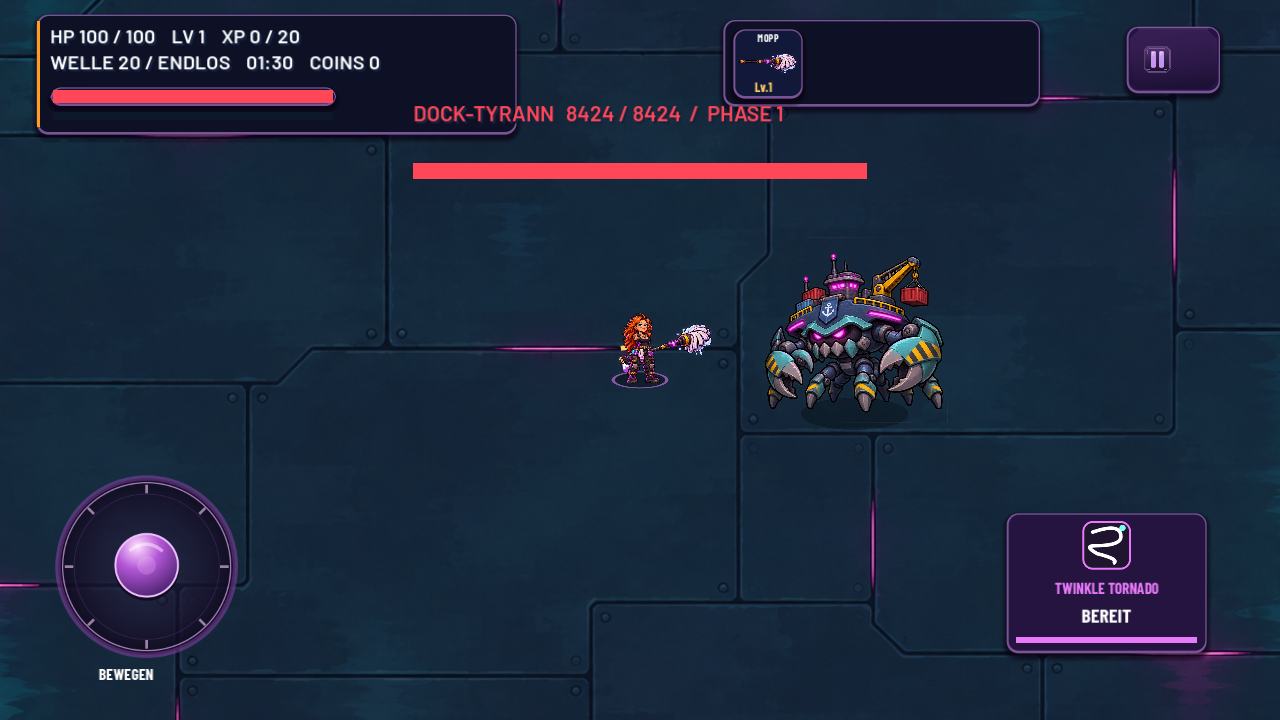 HP 100 / 100 LV 1 XP 0 / 20
WELLE 20 / ENDLOS 01:30 COINS 0
MOPP
Lv.1
DOCK-TYRANN 8424 / 8424 / PHASE 1
TWINKLE TORNADO
BEREIT
BEWEGEN